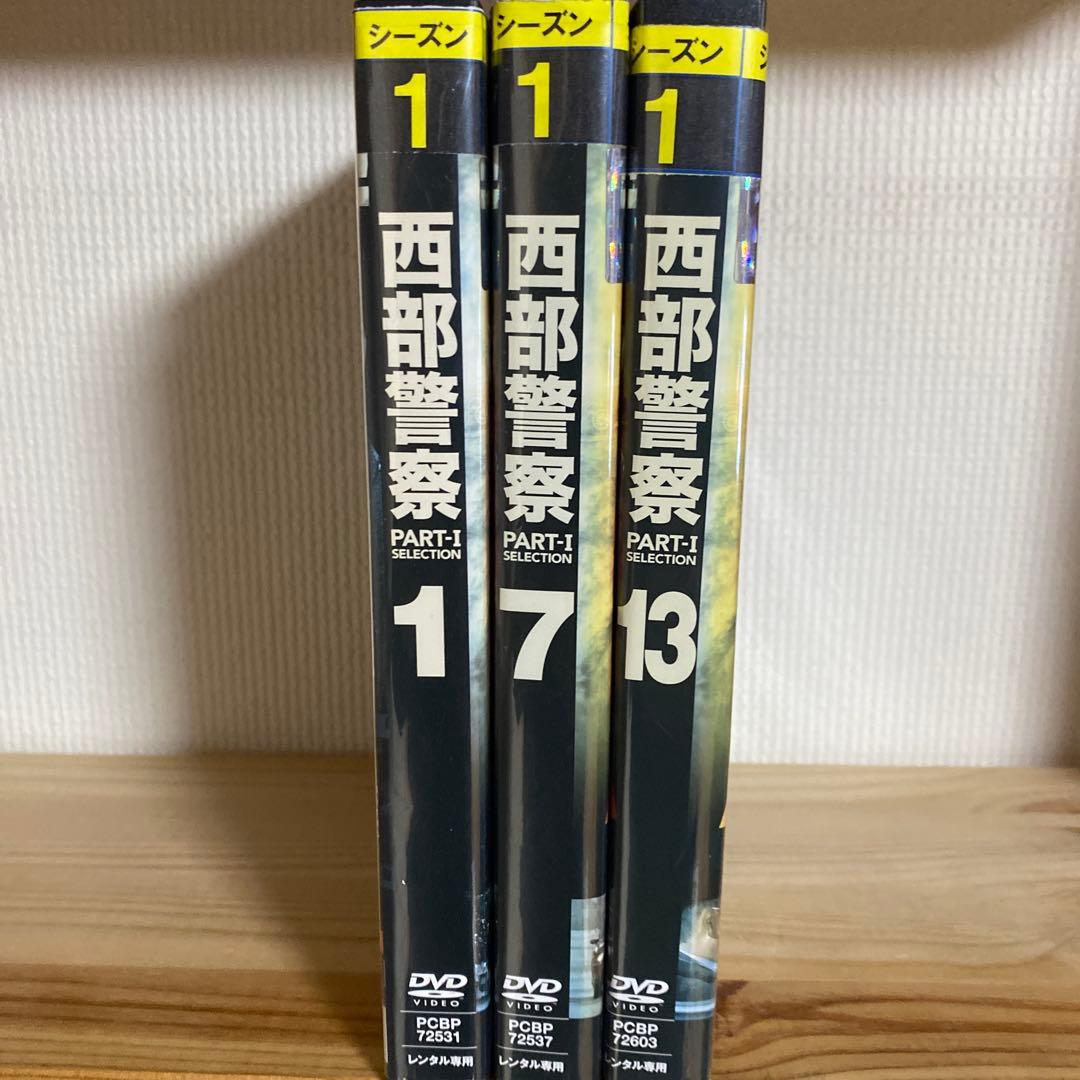 シーズン
1
西部警察
PART-I
SELECTION
1
DVD
VIDEO
PCBP
72531
レンタル専用
シーズン
1
西部警察
PART-I
SELECTION
7
DVD
VIDEO
PCBP
72537
レンタル専用
シーズン
1
西部警察
PART-I
SELECTION
13
DVD
VIDEO
PCBP
72603
レンタル専用